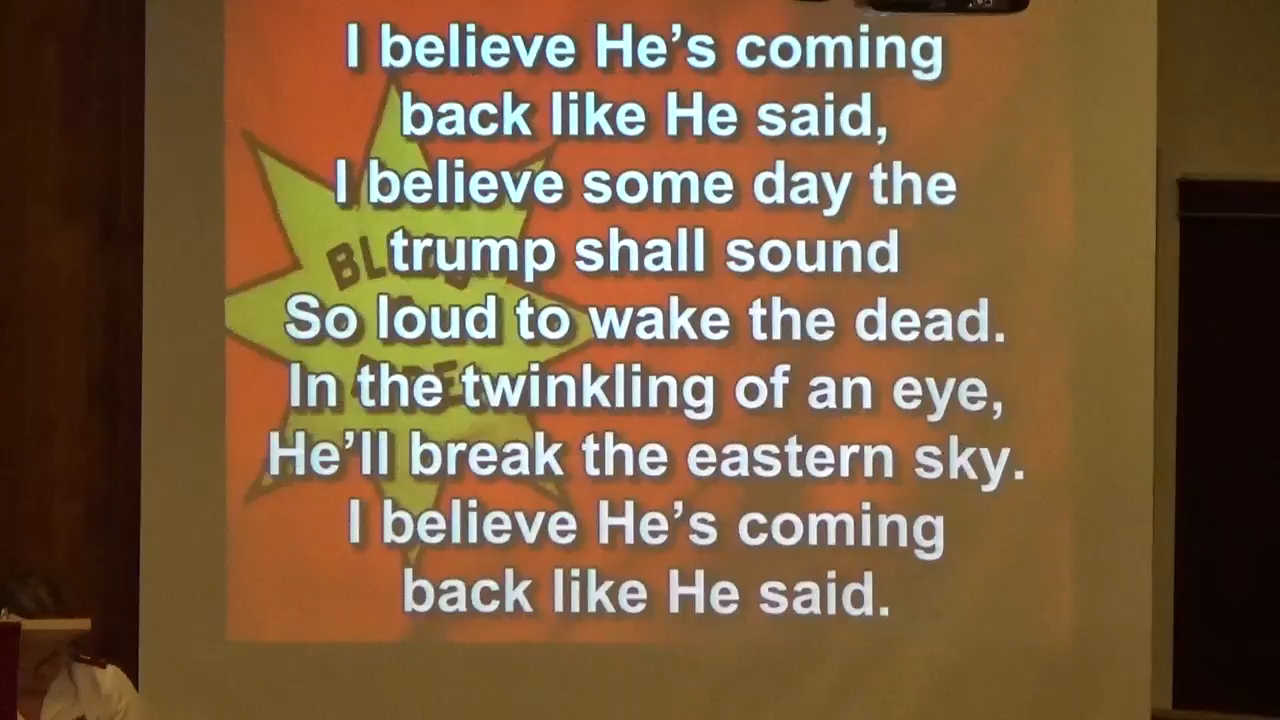 I believe He's coming
back like He said,
I believe some day the
trump shall sound
So loud to wake the dead.
In the twinkling of an eye,
He'll break the eastern sky.
I believe He's coming
back like He said.